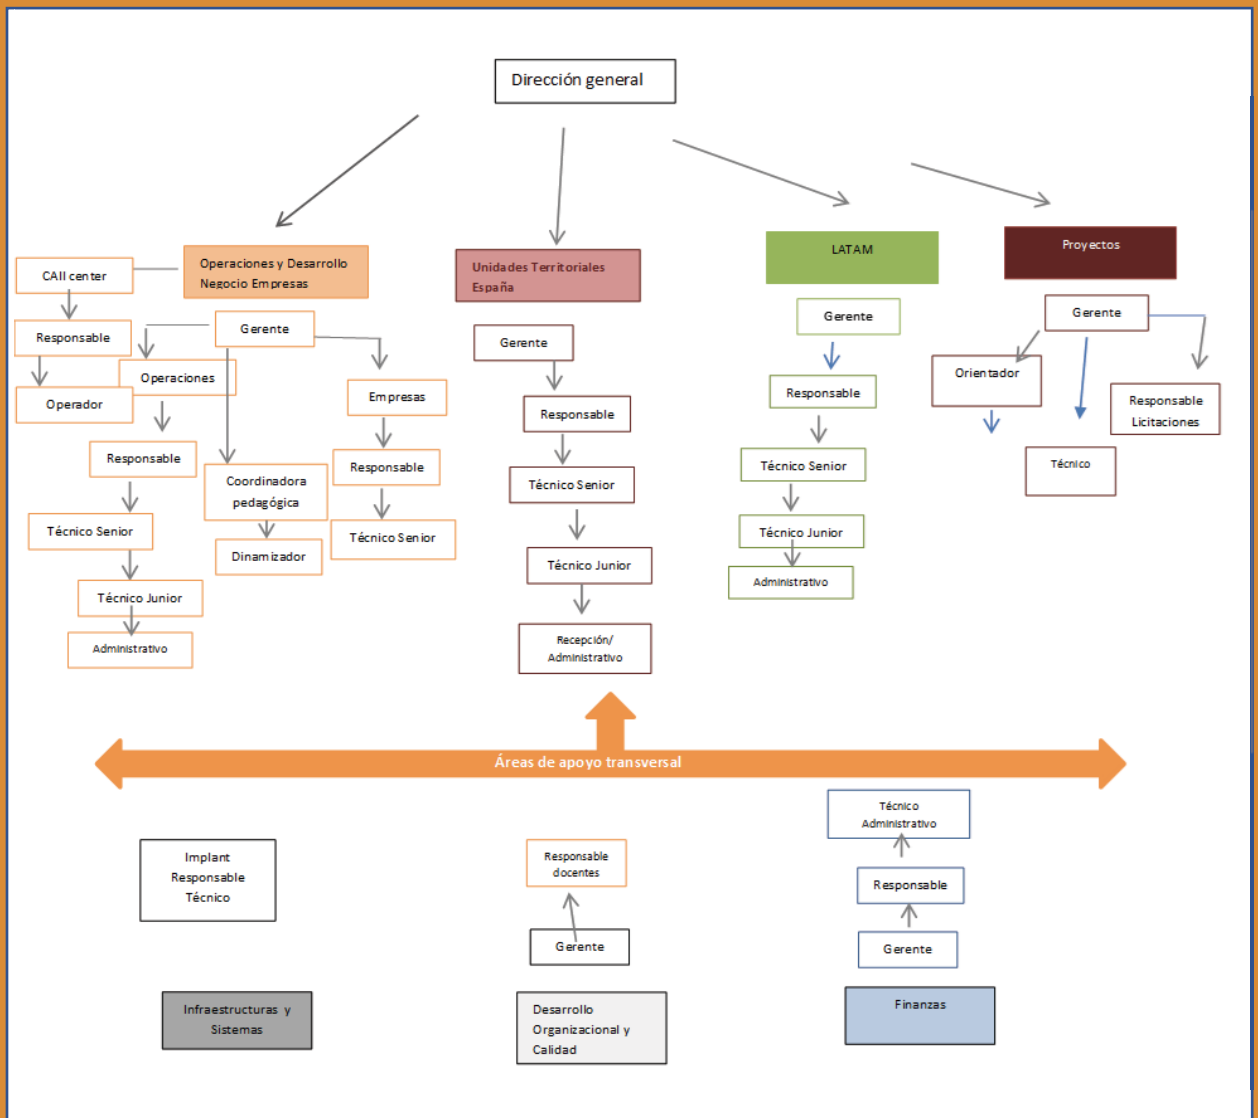 Dirección general
Operaciones y Desarrollo
Negocio Empresas
CAll center
Responsable
Operador
Gerente
Operaciones
Responsable
Técnico Senior
Técnico Junior
Administrativo
Coordinadora
pedagógica
Dinamizador
Empresas
Responsable
Técnico Senior
Unidades Territoriales
España
Gerente
Responsable
Técnico Senior
Técnico Junior
Recepción/
Administrativo
LATAM
Gerente
Responsable
Técnico Senior
Técnico Junior
Administrativo
Proyectos
Gerente
Orientador
Técnico
Responsable
Licitaciones
Áreas de apoyo transversal
Implant
Responsable
Técnico
Infraestructuras y
Sistemas
Responsable
docentes
Gerente
Desarrollo
Organizacional y
Calidad
Técnico
Administrativo
Responsable
Gerente
Finanzas